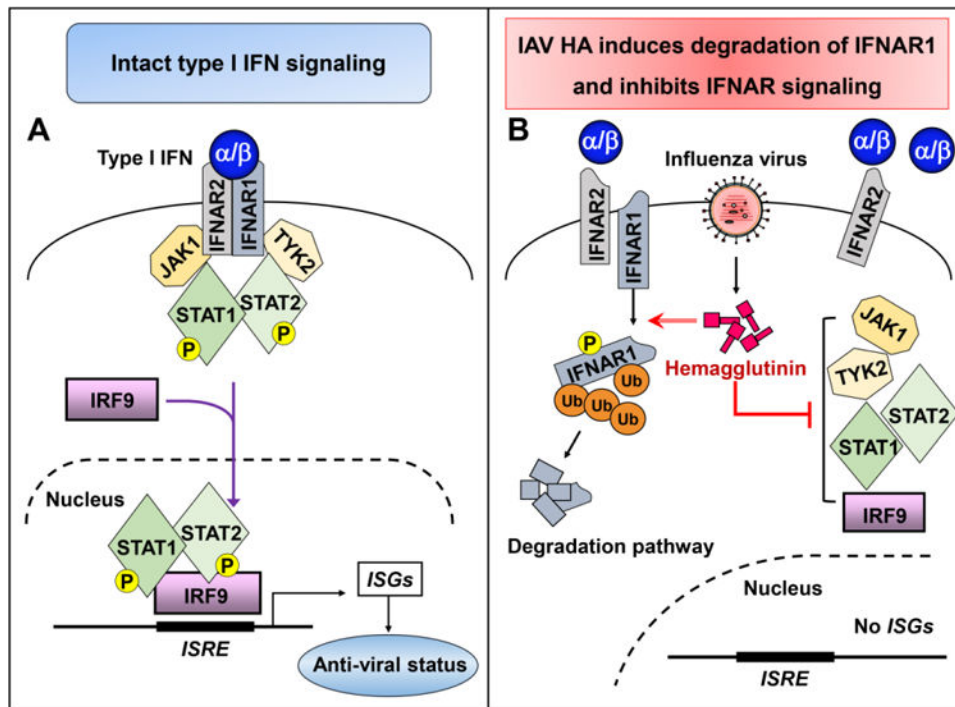 Intact type I IFN signaling
A
Type I IFN
α/β
IFNAR2
IFNAR1
JAK1
TYK2
STAT1
STAT2
P
P
IRF9
Nucleus
STAT1
STAT2
P
P
IRF9
ISRE
ISGs
Anti-viral status
IAV HA induces degradation of IFNAR1
and inhibits IFNAR signaling
B
α/β
Influenza virus
α/β
α/β
IFNAR2
IFNAR1
IFNAR2
P
IFNAR1
Ub
Ub
Ub
Ub
Hemagglutinin
JAK1
TYK2
STAT2
STAT1
IRF9
Degradation pathway
Nucleus
No ISGs
ISRE